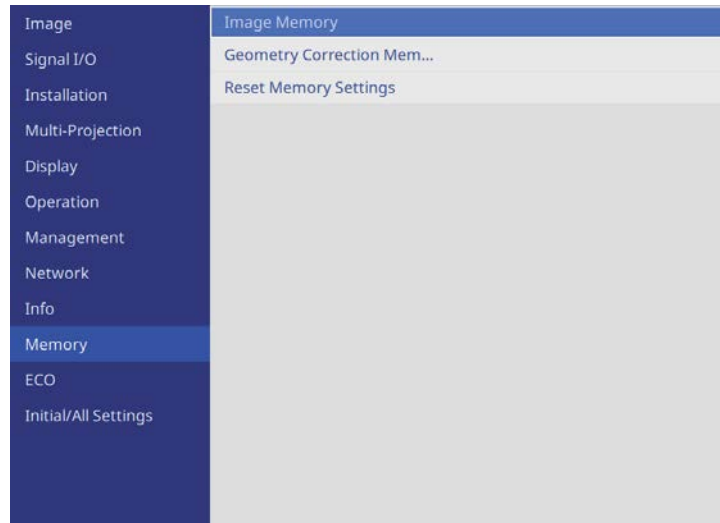 Image
Signal I/O
Installation
Multi-Projection
Display
Operation
Management
Network
Info
Memory
ECO
Initial/All Settings
Image Memory
Geometry Correction Mem...
Reset Memory Settings